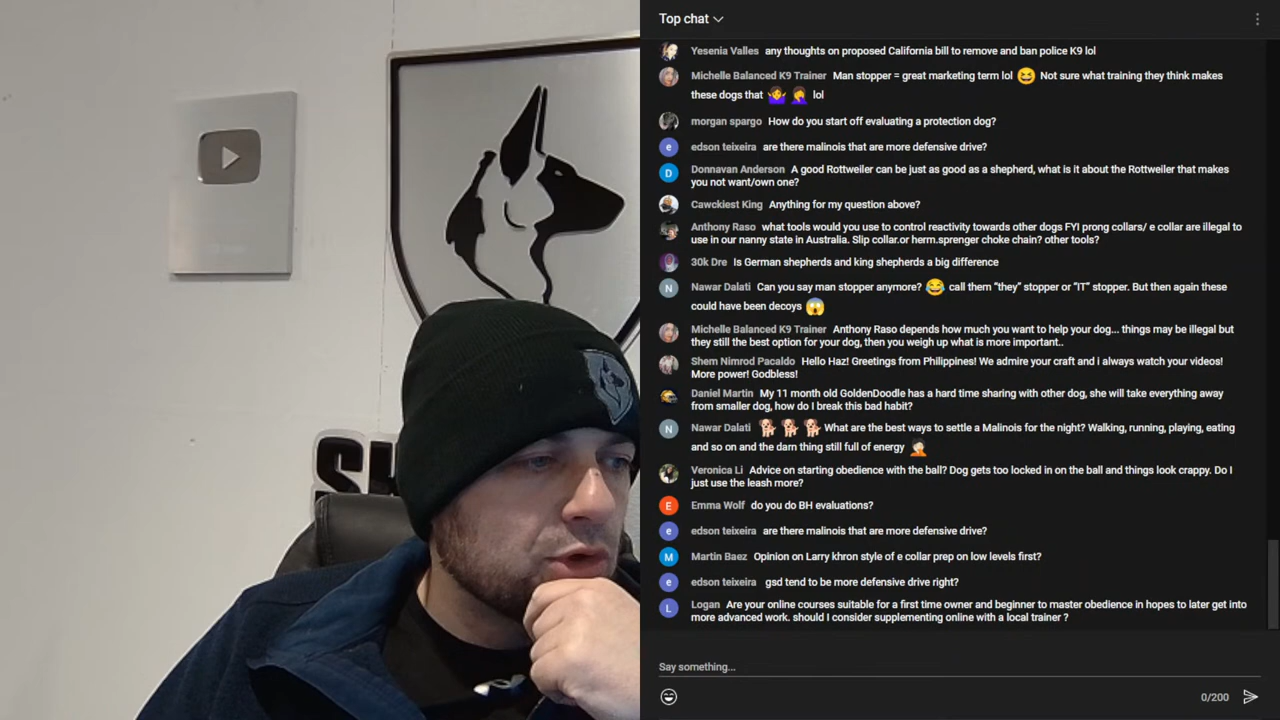 SH
Top chat
Yesenia Valles any thoughts on proposed California bill to remove and ban police K9 lol
Michelle Balanced K9 Trainer Man stopper = great marketing term lol 😆 Not sure what training they think makes
these dogs that 🤷‍♀️ 🤦‍♀️ lol
morgan spargo How do you start off evaluating a protection dog?
e edson teixeira are there malinois that are more defensive drive?
D Donnavan Anderson A good Rottweiler can be just as good as a shepherd, what is it about the Rottweiler that makes
you not want/own one?
Cawckiest King Anything for my question above?
Anthony Raso what tools would you use to control reactivity towards other dogs FYI prong collars/ e collar are illegal to
use in our nanny state in Australia. Slip collar.or herm.sprenger choke chain? other tools?
30k Dre Is German shepherds and king shepherds a big difference
N Nawar Dalati Can you say man stopper anymore? 😂 call them “they” stopper or “IT” stopper. But then again these
could have been decoys 😱
Michelle Balanced K9 Trainer Anthony Raso depends how much you want to help your dog... things may be illegal but
they still the best option for your dog, then you weigh up what is more important..
Shem Nimrod Pacaldo Hello Haz! Greetings from Philippines! We admire your craft and i always watch your videos!
More power! Godbless!
Daniel Martin My 11 month old GoldenDoodle has a hard time sharing with other dog, she will take everything away
from smaller dog, how do I break this bad habit?
N Nawar Dalati 🐕 🐕 🐕 What are the best ways to settle a Malinois for the night? Walking, running, playing, eating
and so on and the darn thing still full of energy 🤦🏻
Veronica Li Advice on starting obedience with the ball? Dog gets too locked in on the ball and things look crappy. Do I
just use the leash more?
E Emma Wolf do you do BH evaluations?
e edson teixeira are there malinois that are more defensive drive?
M Martin Baez Opinion on Larry khron style of e collar prep on low levels first?
e edson teixeira gsd tend to be more defensive drive right?
L Logan Are your online courses suitable for a first time owner and beginner to master obedience in hopes to later get into
more advanced work. should I consider supplementing online with a local trainer ?
Say something...
0/200